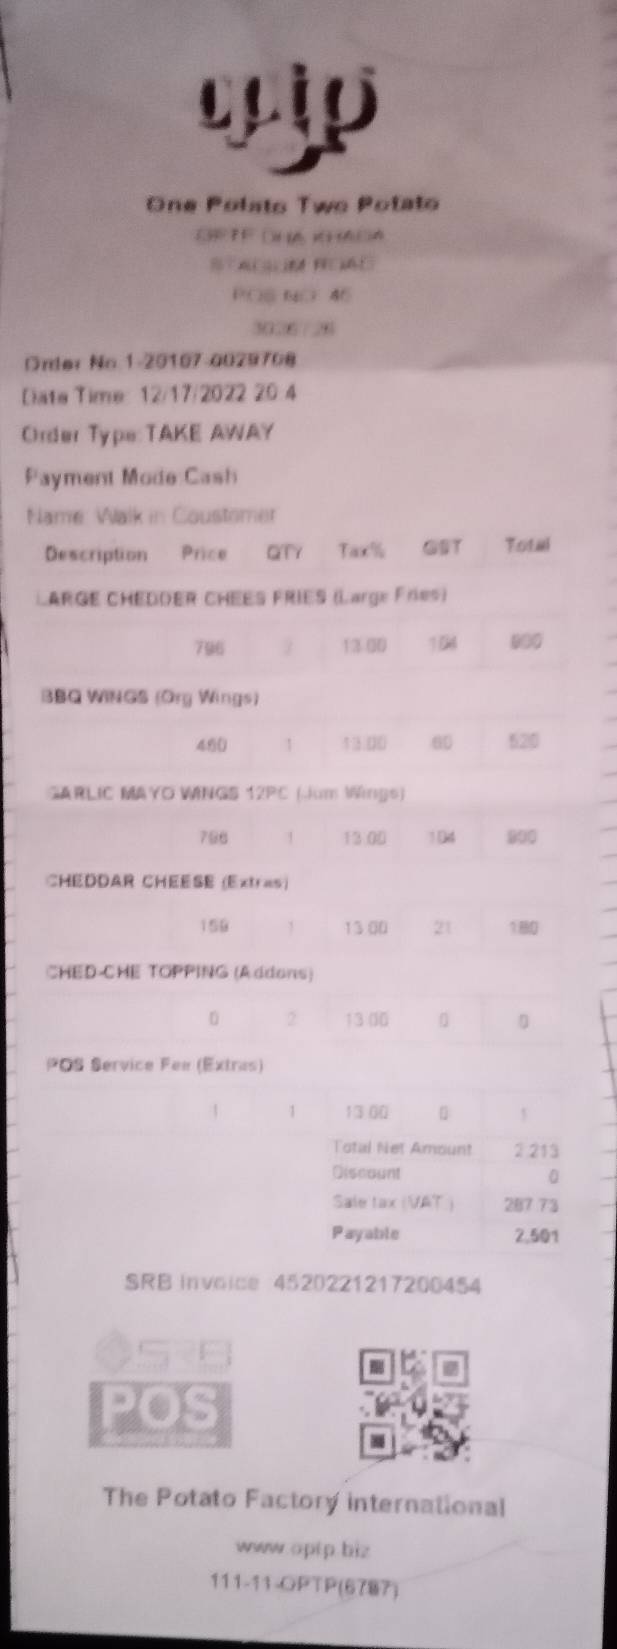 optp
One Potato Two Potato
STADIUM ROAD
POS NO: 45
Order No 1-20107-0029708
Date Time: 12/17/2022 20 4
Order Type: TAKE AWAY
Payment Mode: Cash
Name: Walk in Coustomer
Description Price QTY Tax% GST Total
LARGE CHEDDER CHEES FRIES (Large Fries)
796 2 13.00 104 900
BBQ WINGS (Org Wings)
460 1 13.00 60 520
GARLIC MAYO WINGS 12PC (Jum Wings)
796 1 13.00 104 900
CHEDDAR CHEESE (Extras)
159 1 13.00 21 180
CHED-CHE TOPPING (Addons)
0 2 13.00 0 0
POS Service Fee (Extras)
1 1 13.00 0 1
Total Net Amount 2,213
Discount 0
Sale tax (VAT ) 287.73
Payable 2,501
SRB Invoice 4520221217200454
SRB
POS
The Potato Factory international
www.optp.biz
111-11-OPTP(6787)